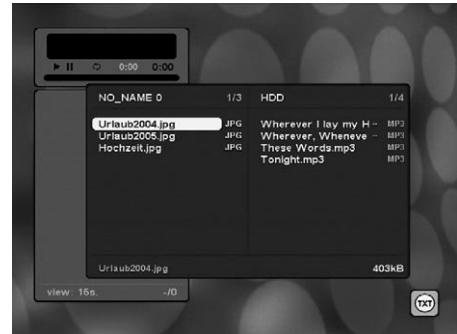 0:00 0:00
NO_NAME 0 1/3 HDD 1/4
Urlaub2004.jpg JPG Wherever I lay my H·· MP3
Urlaub2005.jpg JPG Wherever, Wheneve ·· MP3
Hochzeit.jpg JPG These Words.mp3 MP3
Tonight.mp3 MP3
Urlaub2004.jpg 403kB
view: 16s. -/0
TXT